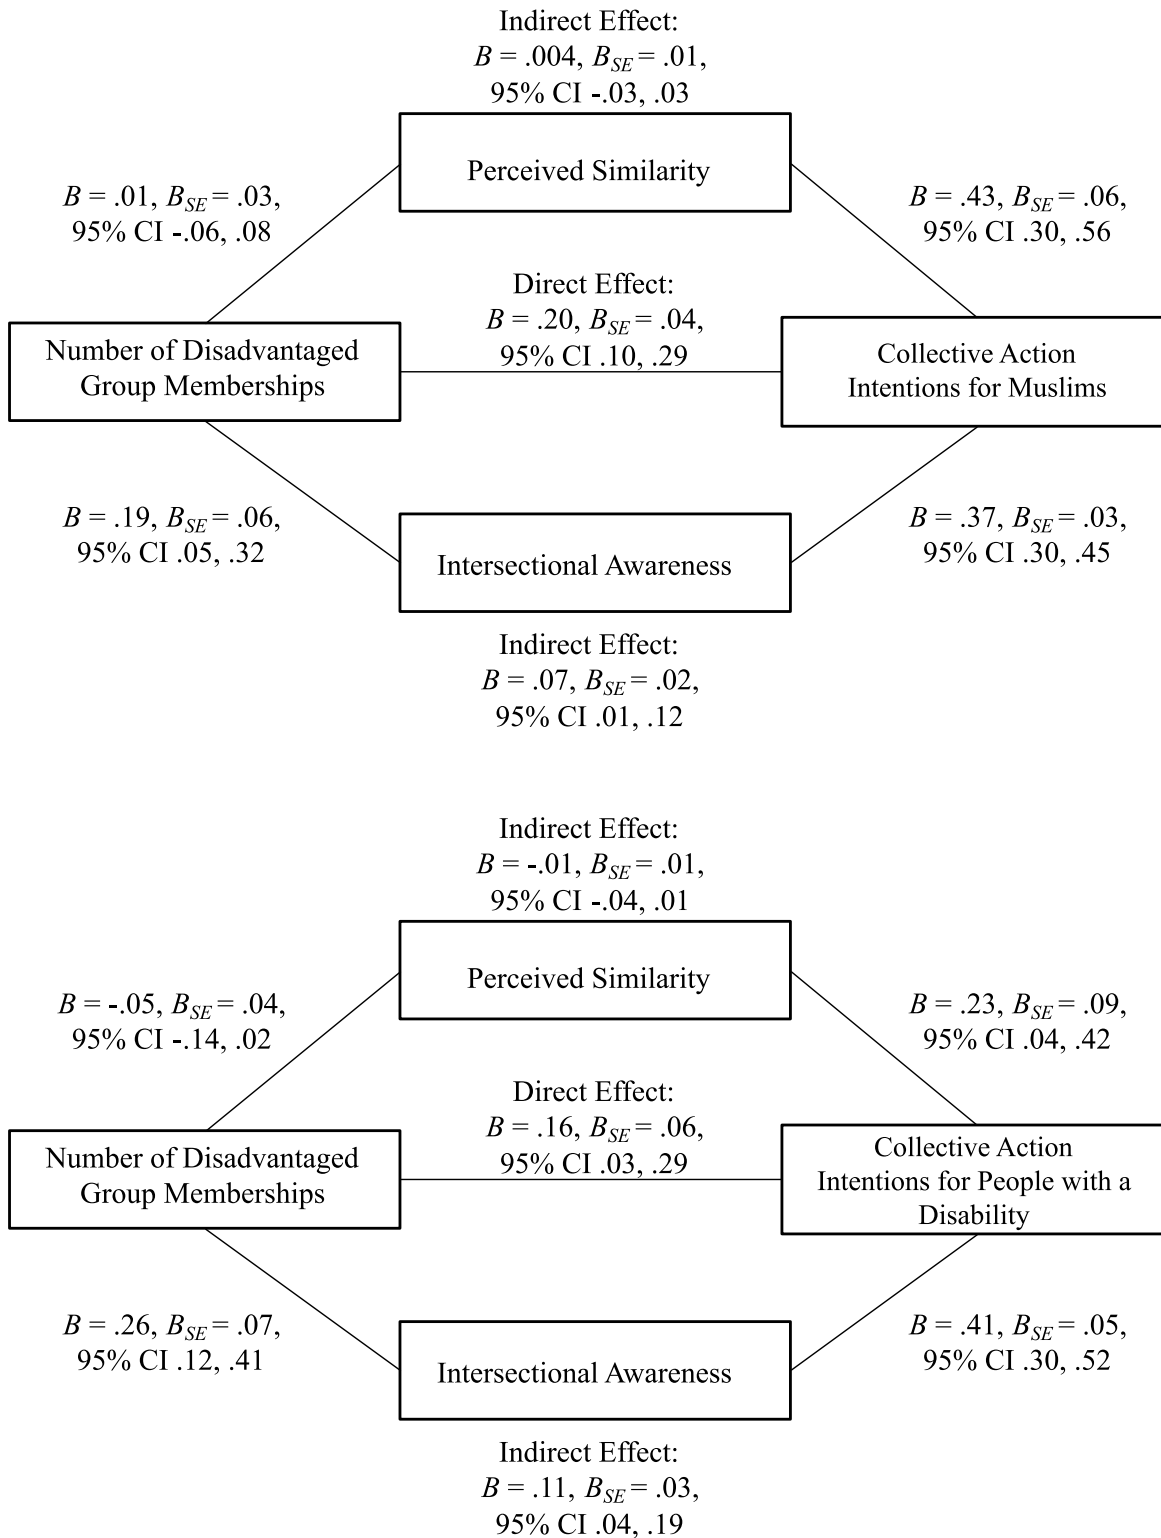 Indirect Effect:
B = .004, BSE = .01,
95% CI -.03, .03
Perceived Similarity
B = .01, BSE = .03,
95% CI -.06, .08
B = .43, BSE = .06,
95% CI .30, .56
Direct Effect:
B = .20, BSE = .04,
95% CI .10, .29
Number of Disadvantaged
Group Memberships
Collective Action
Intentions for Muslims
B = .19, BSE = .06,
95% CI .05, .32
B = .37, BSE = .03,
95% CI .30, .45
Intersectional Awareness
Indirect Effect:
B = .07, BSE = .02,
95% CI .01, .12
Indirect Effect:
B = -.01, BSE = .01,
95% CI -.04, .01
Perceived Similarity
B = -.05, BSE = .04,
95% CI -.14, .02
B = .23, BSE = .09,
95% CI .04, .42
Direct Effect:
B = .16, BSE = .06,
95% CI .03, .29
Number of Disadvantaged
Group Memberships
Collective Action
Intentions for People with a
Disability
B = .26, BSE = .07,
95% CI .12, .41
B = .41, BSE = .05,
95% CI .30, .52
Intersectional Awareness
Indirect Effect:
B = .11, BSE = .03,
95% CI .04, .19